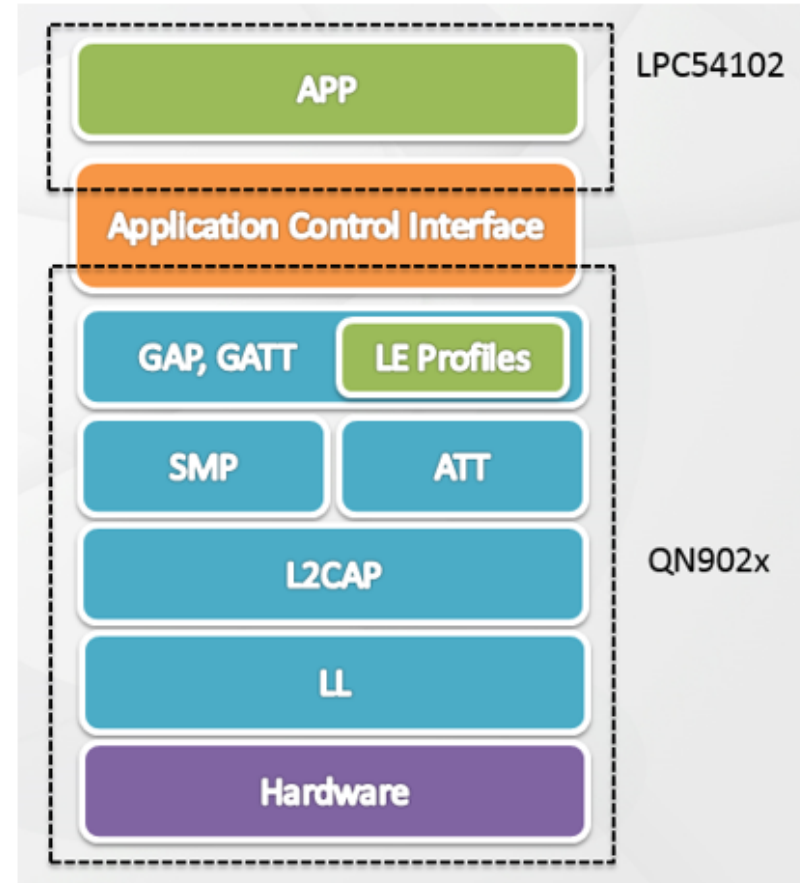 APP
LPC54102
Application Control Interface
GAP, GATT
LE Profiles
SMP
ATT
L2CAP
QN902x
LL
Hardware